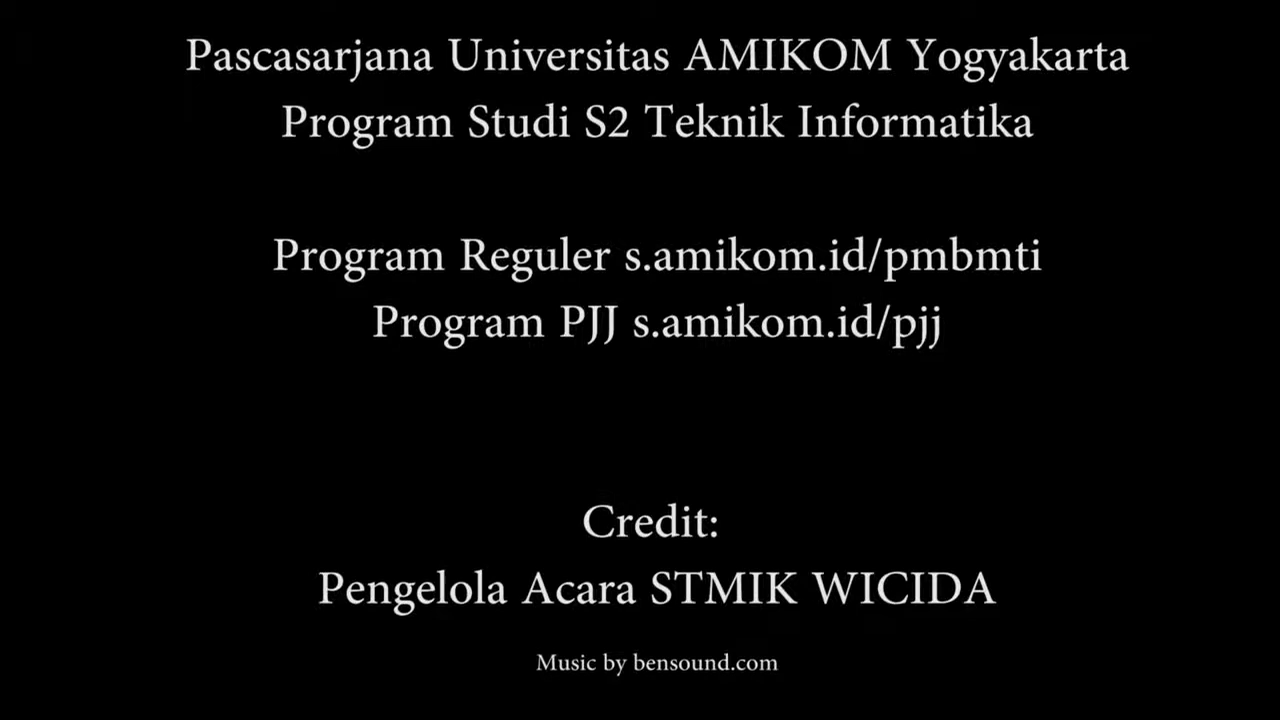 Pascasarjana Universitas AMIKOM Yogyakarta
Program Studi S2 Teknik Informatika
Program Reguler s.amikom.id/pmbmti
Program PJJ s.amikom.id/pjj
Credit:
Pengelola Acara STMIK WICIDA
Music by bensound.com